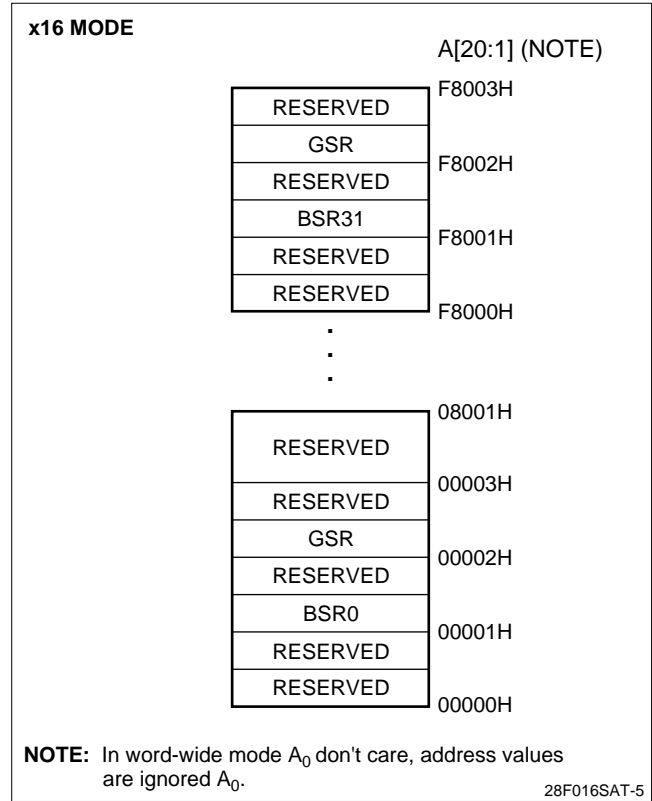 x16 MODE
A[20:1] (NOTE)
F8003H
RESERVED
GSR
F8002H
RESERVED
BSR31
F8001H
RESERVED
RESERVED
F8000H
.
.
.
08001H
RESERVED
00003H
RESERVED
GSR
00002H
RESERVED
BSR0
00001H
RESERVED
RESERVED
00000H
NOTE: In word-wide mode A0 don't care, address values
are ignored A0.
28F016SAT-5